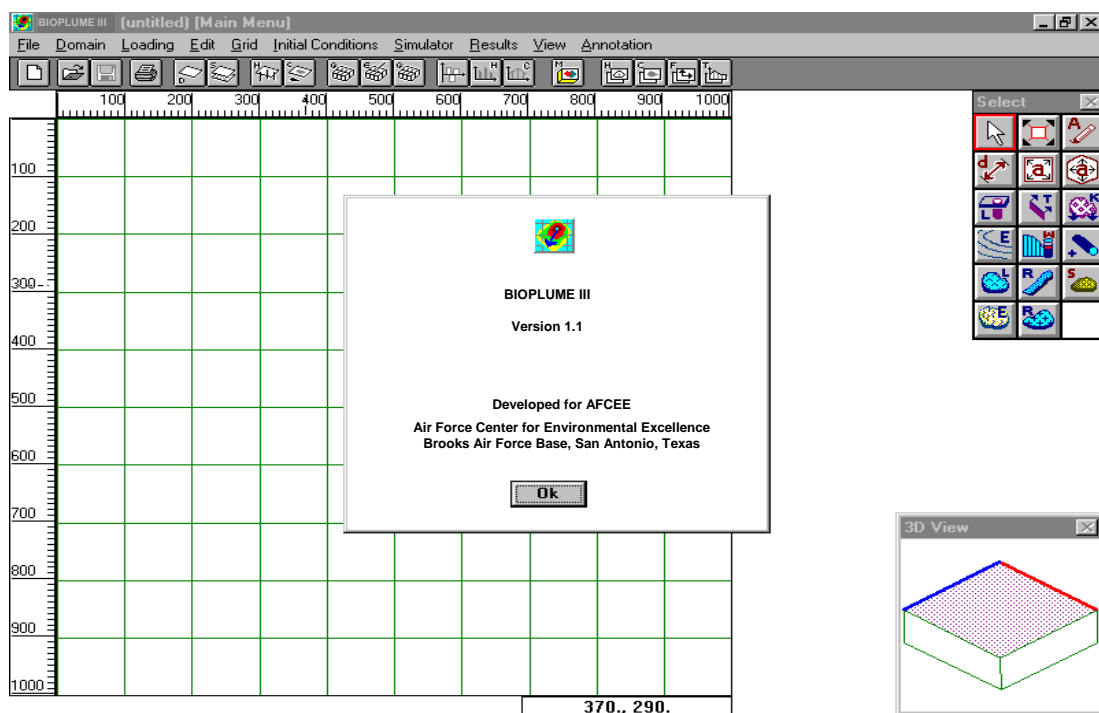 BIOPLUME III (untitled) [Main Menu]
File Domain Loading Edit Grid Initial Conditions Simulator Results View Annotation
D S H C G G G H C M H C F T
100 200 300 400 500 600 700 800 900 1000
Select
A
d a a
L T K
E W
L R S
E R
100
200
300
400
500
600
700
800
900
1000
BIOPLUME III
Version 1.1
Developed for AFCEE
Air Force Center for Environmental Excellence
Brooks Air Force Base, San Antonio, Texas
Ok
3D View
370., 290.